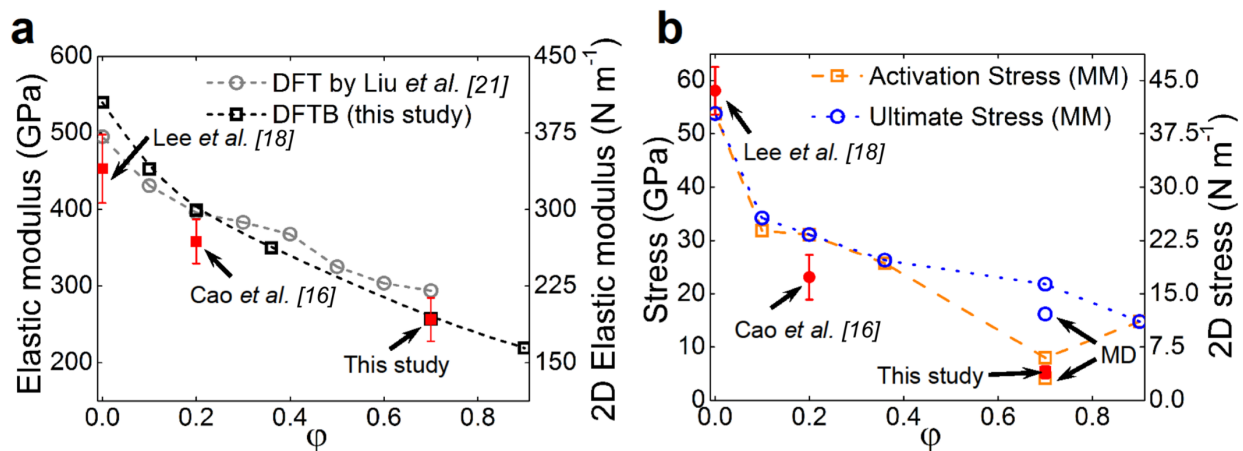 a
Elastic modulus (GPa)
600
500
400
300
200
DFT by Liu et al. [21]
DFTB (this study)
Lee et al. [18]
Cao et al. [16]
This study
450
375
300
225
150
2D Elastic modulus (N m⁻¹)
0.0 0.2 0.4 0.6 0.8
φ
b
Stress (GPa)
60
50
40
30
20
10
0
Activation Stress (MM)
Ultimate Stress (MM)
Lee et al. [18]
Cao et al. [16]
This study
MD
45.0
37.5
30.0
22.5
15.0
7.5
0.0
2D stress (N m⁻¹)
0.0 0.2 0.4 0.6 0.8
φ